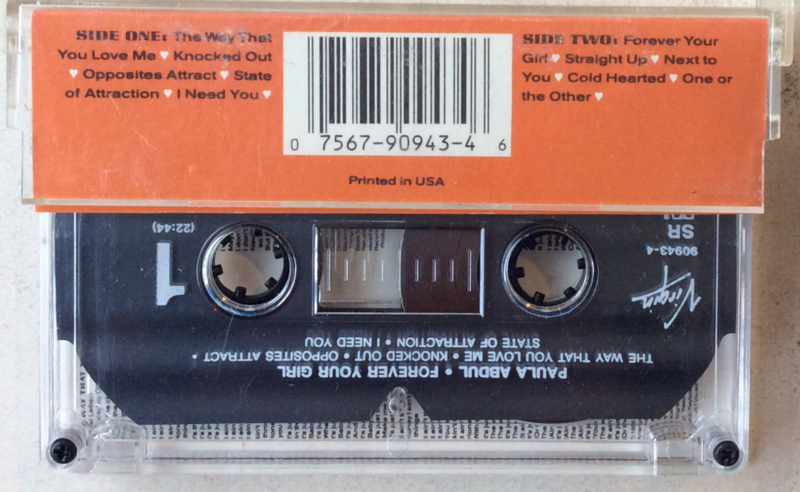 SIDE ONE: The Way That
You Love Me ♥ Knocked Out
♥ Opposites Attract ♥ State
of Attraction ♥ I Need You ♥
SIDE TWO: Forever Your
Girl ♥ Straight Up ♥ Next to
You ♥ Cold Hearted ♥ One or
the Other ♥
0 7567-90943-4 6
Printed in USA
PAULA ABDUL • FOREVER YOUR GIRL
THE WAY THAT YOU LOVE ME • KNOCKED OUT • OPPOSITES ATTRACT •
STATE OF ATTRACTION • I NEED YOU
Virgin
1
(22:44)
90943-4
SR